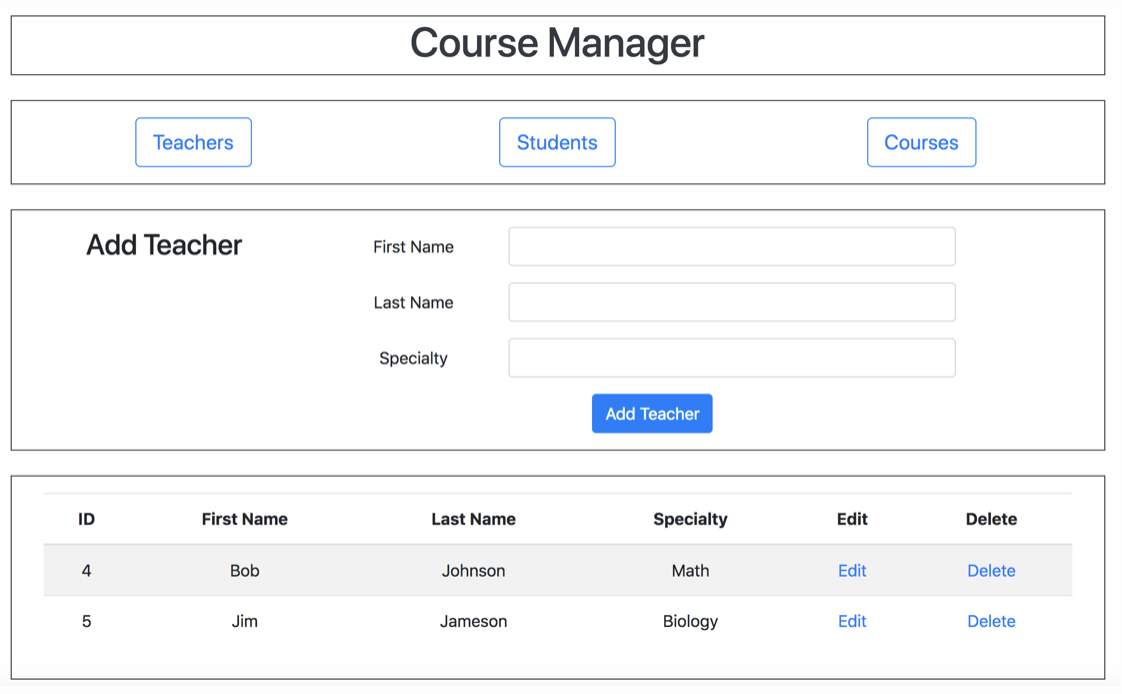 Course Manager
Teachers Students Courses
Add Teacher First Name
Last Name
Specialty
Add Teacher
ID First Name Last Name Specialty Edit Delete
4 Bob Johnson Math Edit Delete
5 Jim Jameson Biology Edit Delete